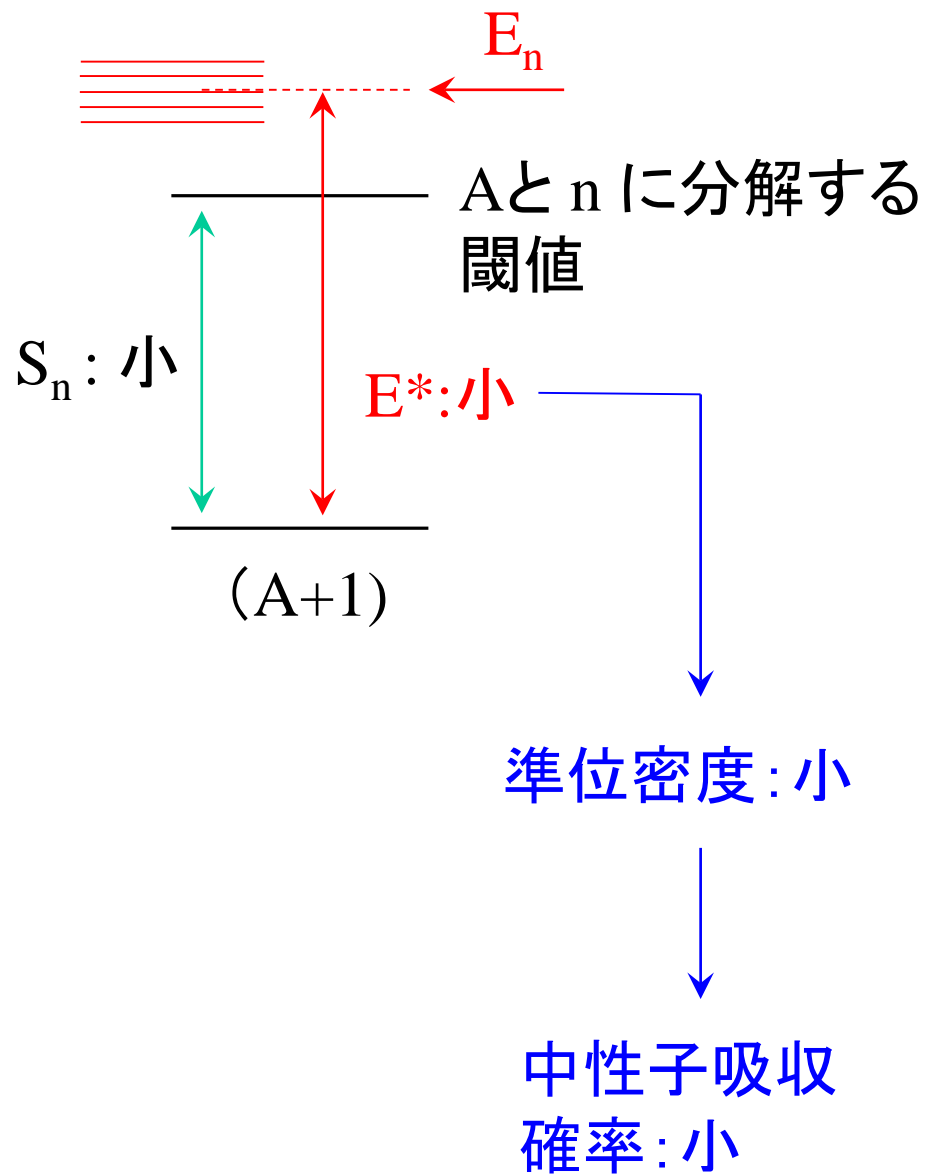 Eₙ
Aと n に分解する
閾値
Sₙ : 小
E*:小
（A+1)
準位密度 : 小
中性子吸収
確率 : 小